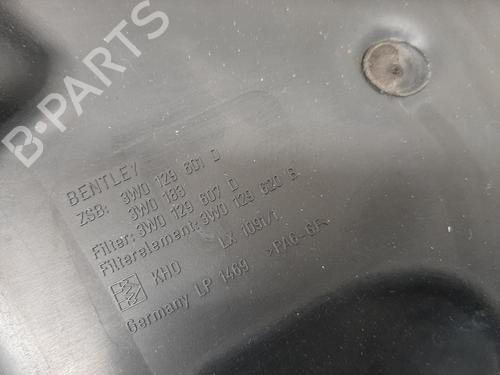 B-PARTS
BENTLEY
ZSB: 3W0 129 601 D
3W0 183
Filter: 3W0 129 607 D
Filterelement: 3W0 129 620 B
KHD LX 1091/1
Germany LP 1469 >PA6-GF<